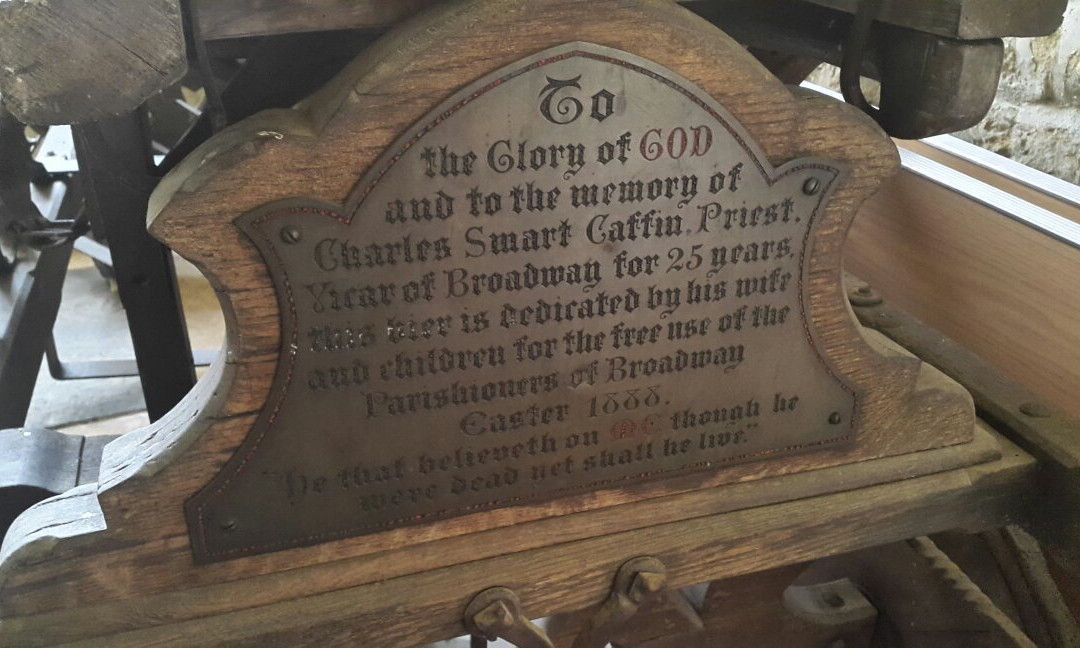 To
the Glory of GOD
and to the memory of
Charles Smart Caffin, Priest,
Vicar of Broadway for 25 years,
this bier is dedicated by his wife
and children for the free use of the
Parishioners of Broadway
Easter 1888.
"He that believeth on ME though he
were dead yet shall he live."